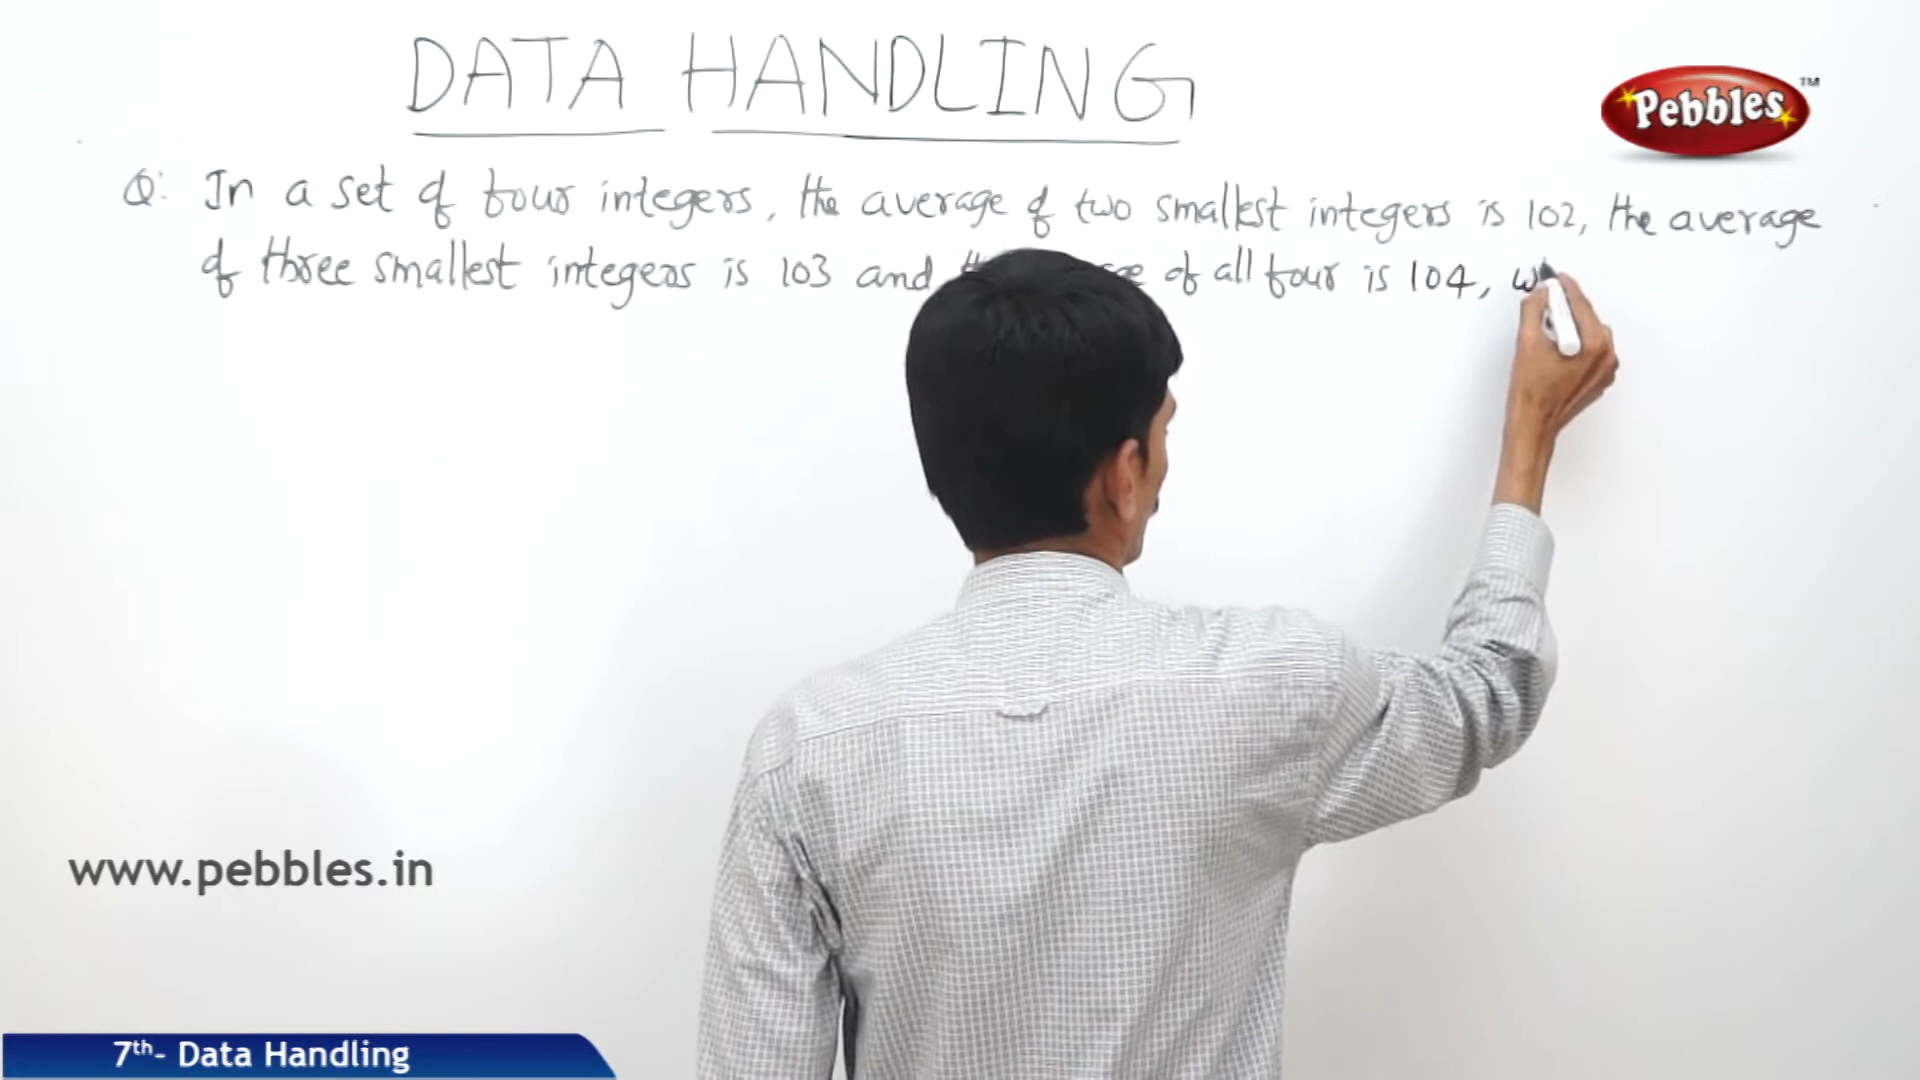 DATA HANDLING
Pebbles TM
Q: In a set of four integers, the average of two smallest integers is 102, the average
of three smallest integers is 103 and of all four is 104,
www.pebbles.in
7th- Data Handling